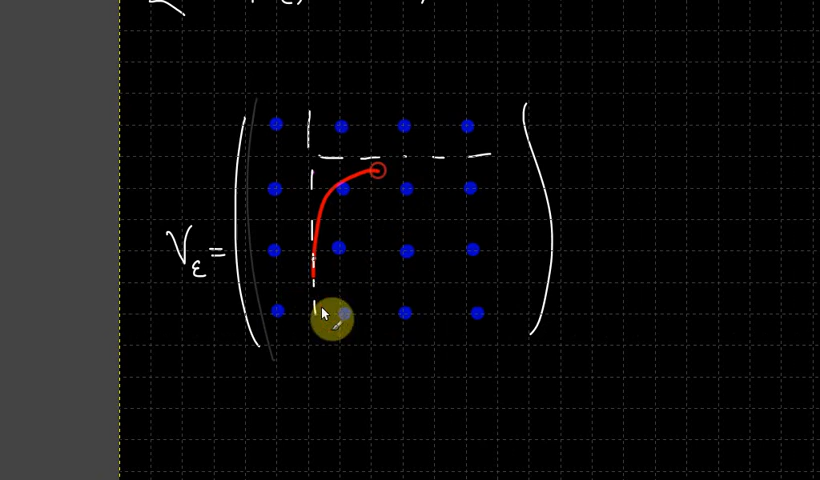 V_ε =